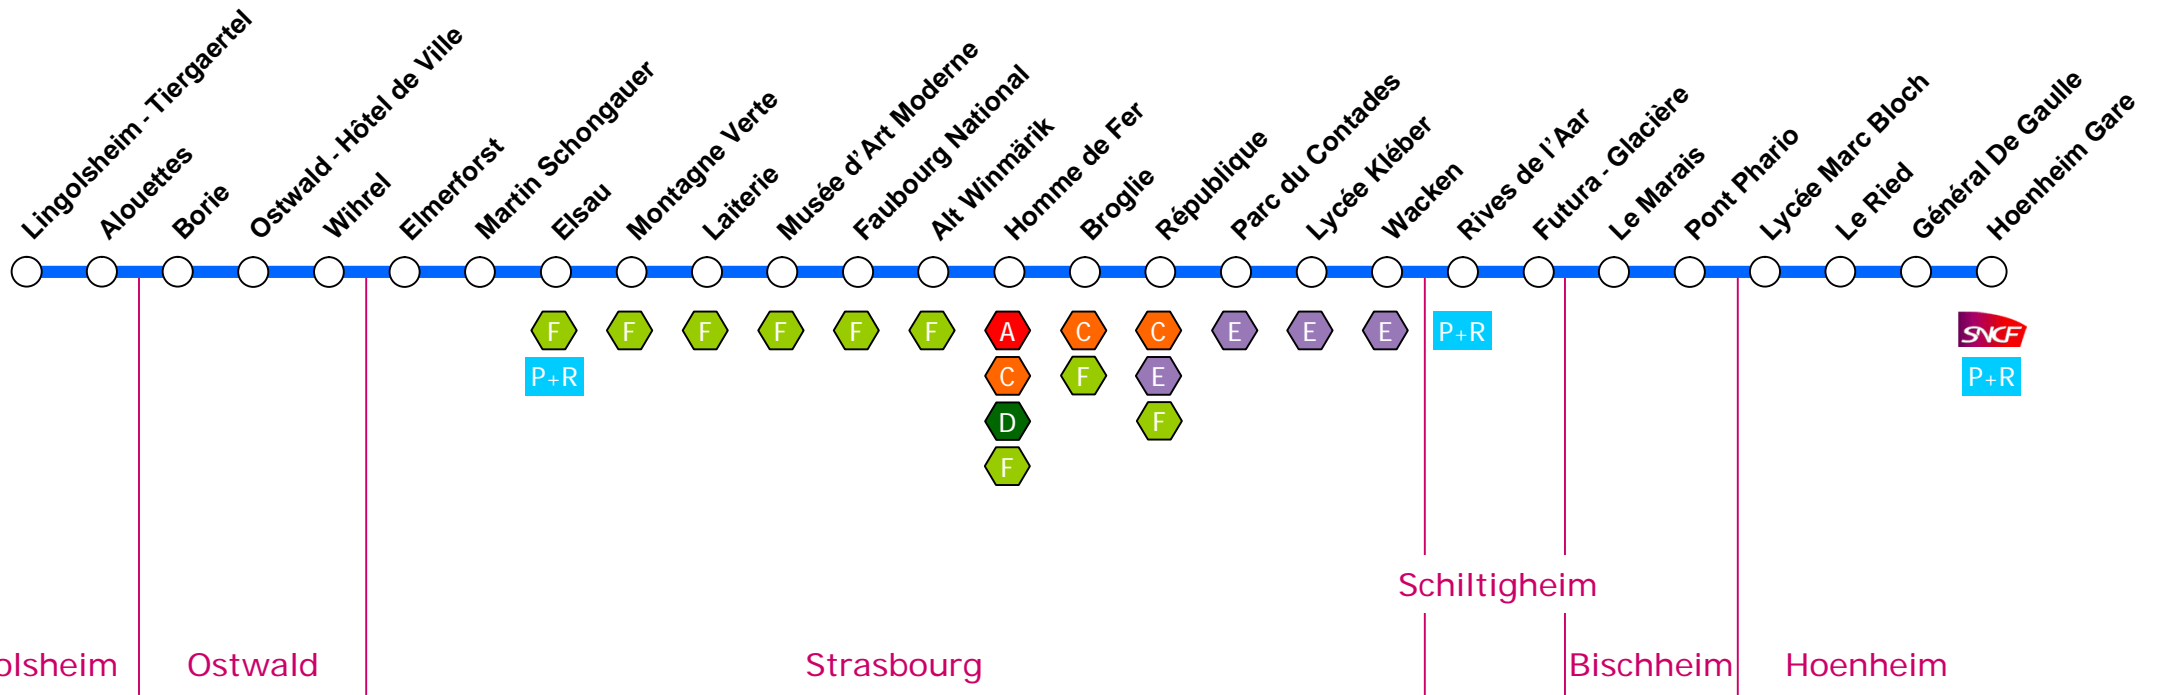 Lingolsheim - Tiergaertel
Alouettes
Borie
Ostwald - Hôtel de Ville
Wihrel
Elmerforst
Martin Schongauer
Elsau
Montagne Verte
Laiterie
Musée d’Art Moderne
Faubourg National
Alt Winmärik
Homme de Fer
Broglie
République
Parc du Contades
Lycée Kléber
Wacken
Rives de l’Aar
Futura - Glacière
Le Marais
Pont Phario
Lycée Marc Bloch
Le Ried
Général De Gaulle
Hoenheim Gare
F F F F F F A C C E E E P+R SNCF
P+R C F E P+R
D F
F
Schiltigheim
olsheim Ostwald Strasbourg Bischheim Hoenheim